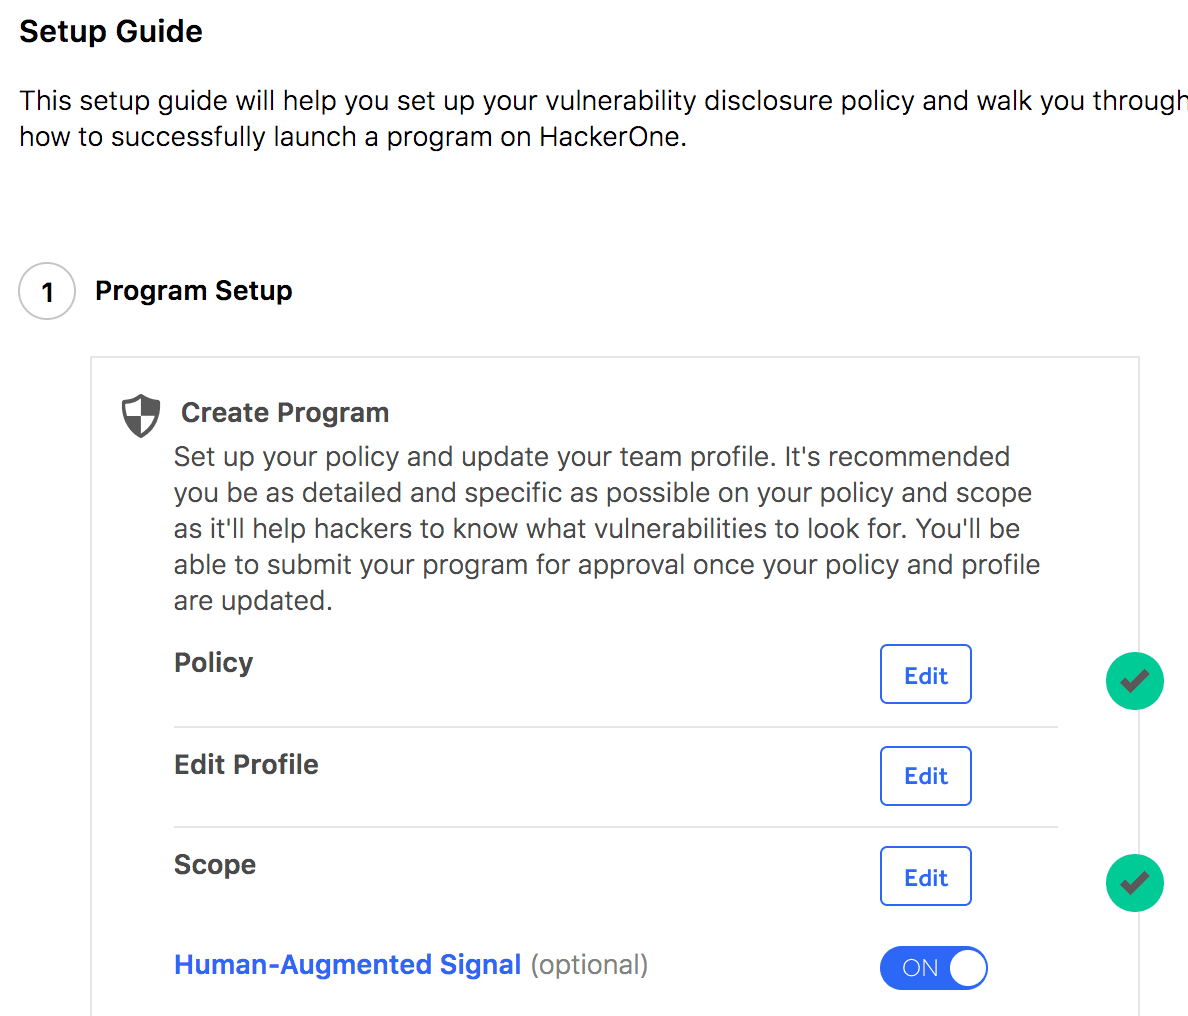 Setup Guide
This setup guide will help you set up your vulnerability disclosure policy and walk you through
how to successfully launch a program on HackerOne.
1 Program Setup
Create Program
Set up your policy and update your team profile. It's recommended
you be as detailed and specific as possible on your policy and scope
as it'll help hackers to know what vulnerabilities to look for. You'll be
able to submit your program for approval once your policy and profile
are updated.
Policy Edit
Edit Profile Edit
Scope Edit
Human-Augmented Signal (optional) ON